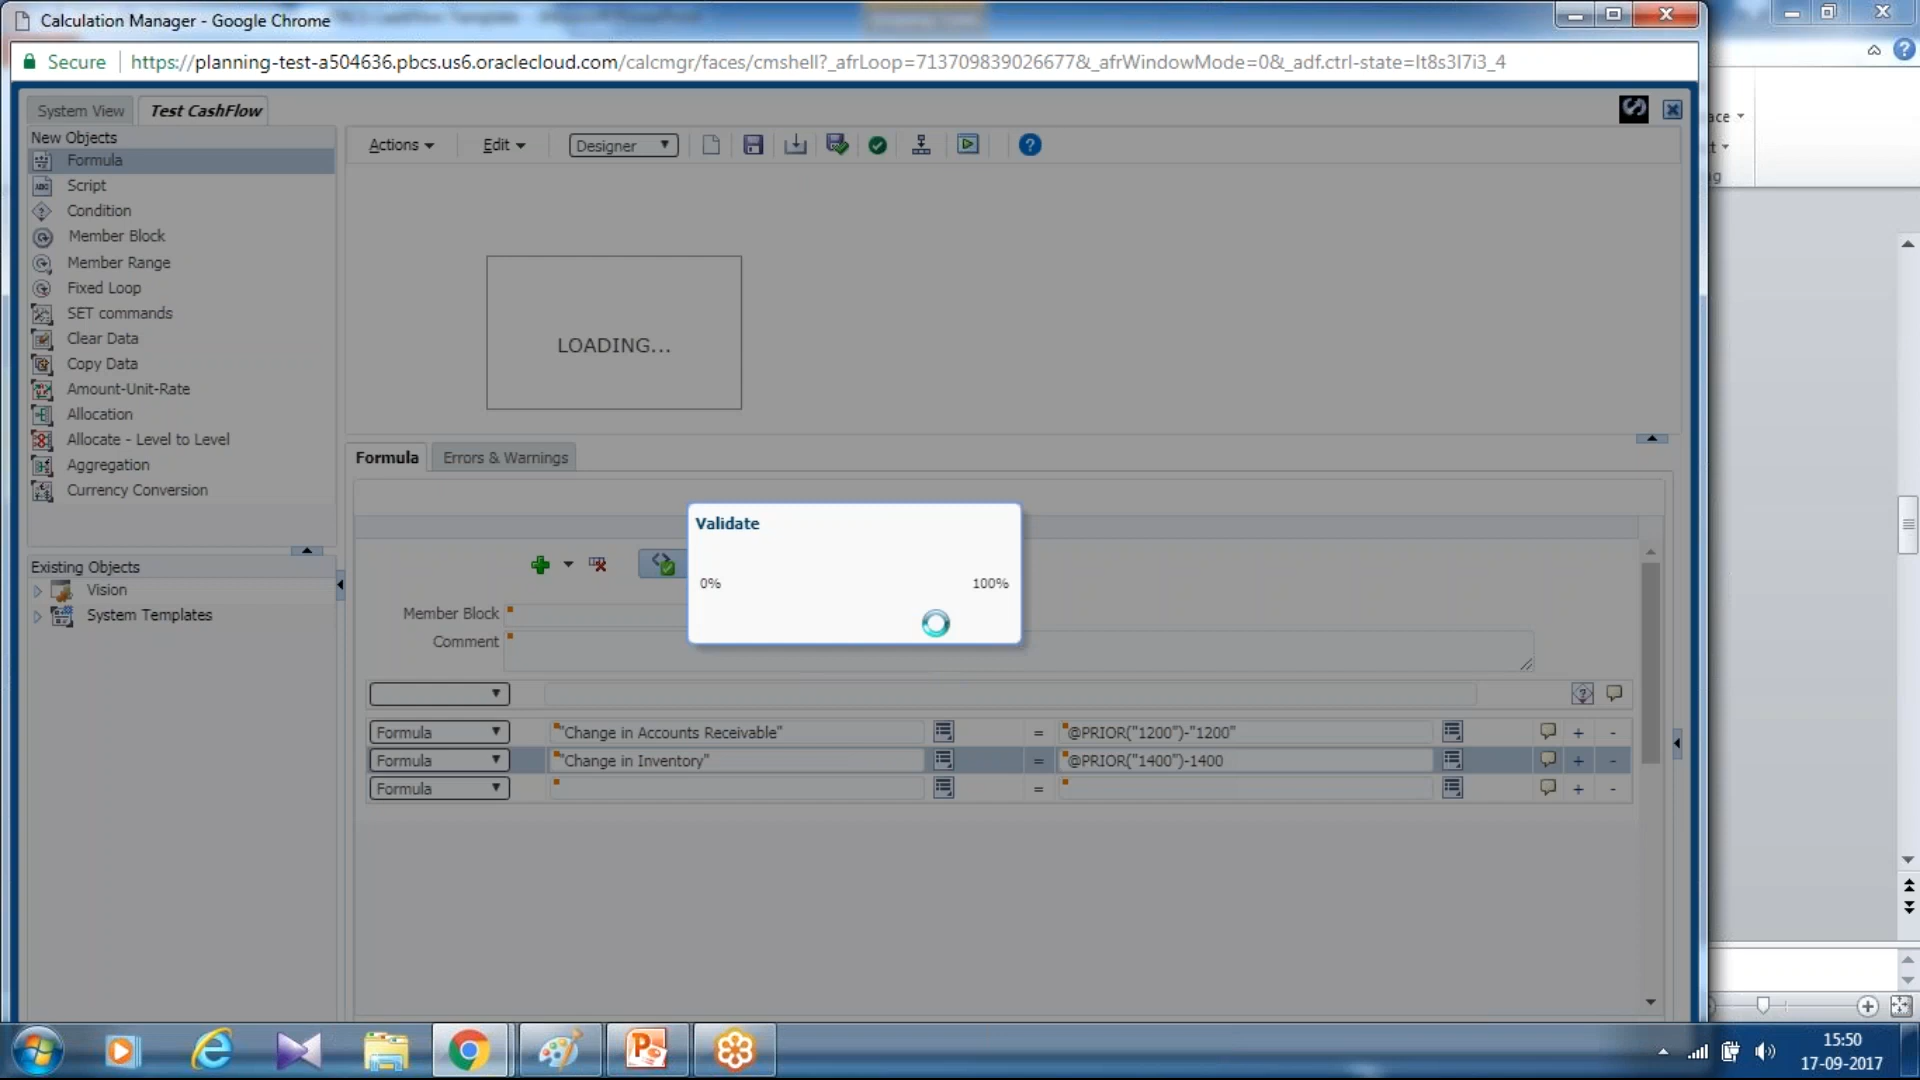 Calculation Manager - Google Chrome
Secure https://planning-test-a504636.pbcs.us6.oraclecloud.com/calcmgr/faces/cmshell?_afrLoop=713709839026677&_afrWindowMode=0&_adf.ctrl-state=lt8s3l7i3_4
System View Test CashFlow
New Objects
Actions Edit Designer
Formula
Script
Condition
Member Block
Member Range
Fixed Loop
SET commands
Clear Data
Copy Data
Amount-Unit-Rate
Allocation
Allocate - Level to Level
Aggregation
Currency Conversion
LOADING...
Formula Errors & Warnings
Existing Objects
Vision
System Templates
Validate
0% 100%
Member Block
Comment
Formula "Change in Accounts Receivable" = @PRIOR("1200")-"1200" + -
Formula "Change in Inventory" = @PRIOR("1400")-1400 + -
Formula = + -
ace
t
g
15:50
17-09-2017